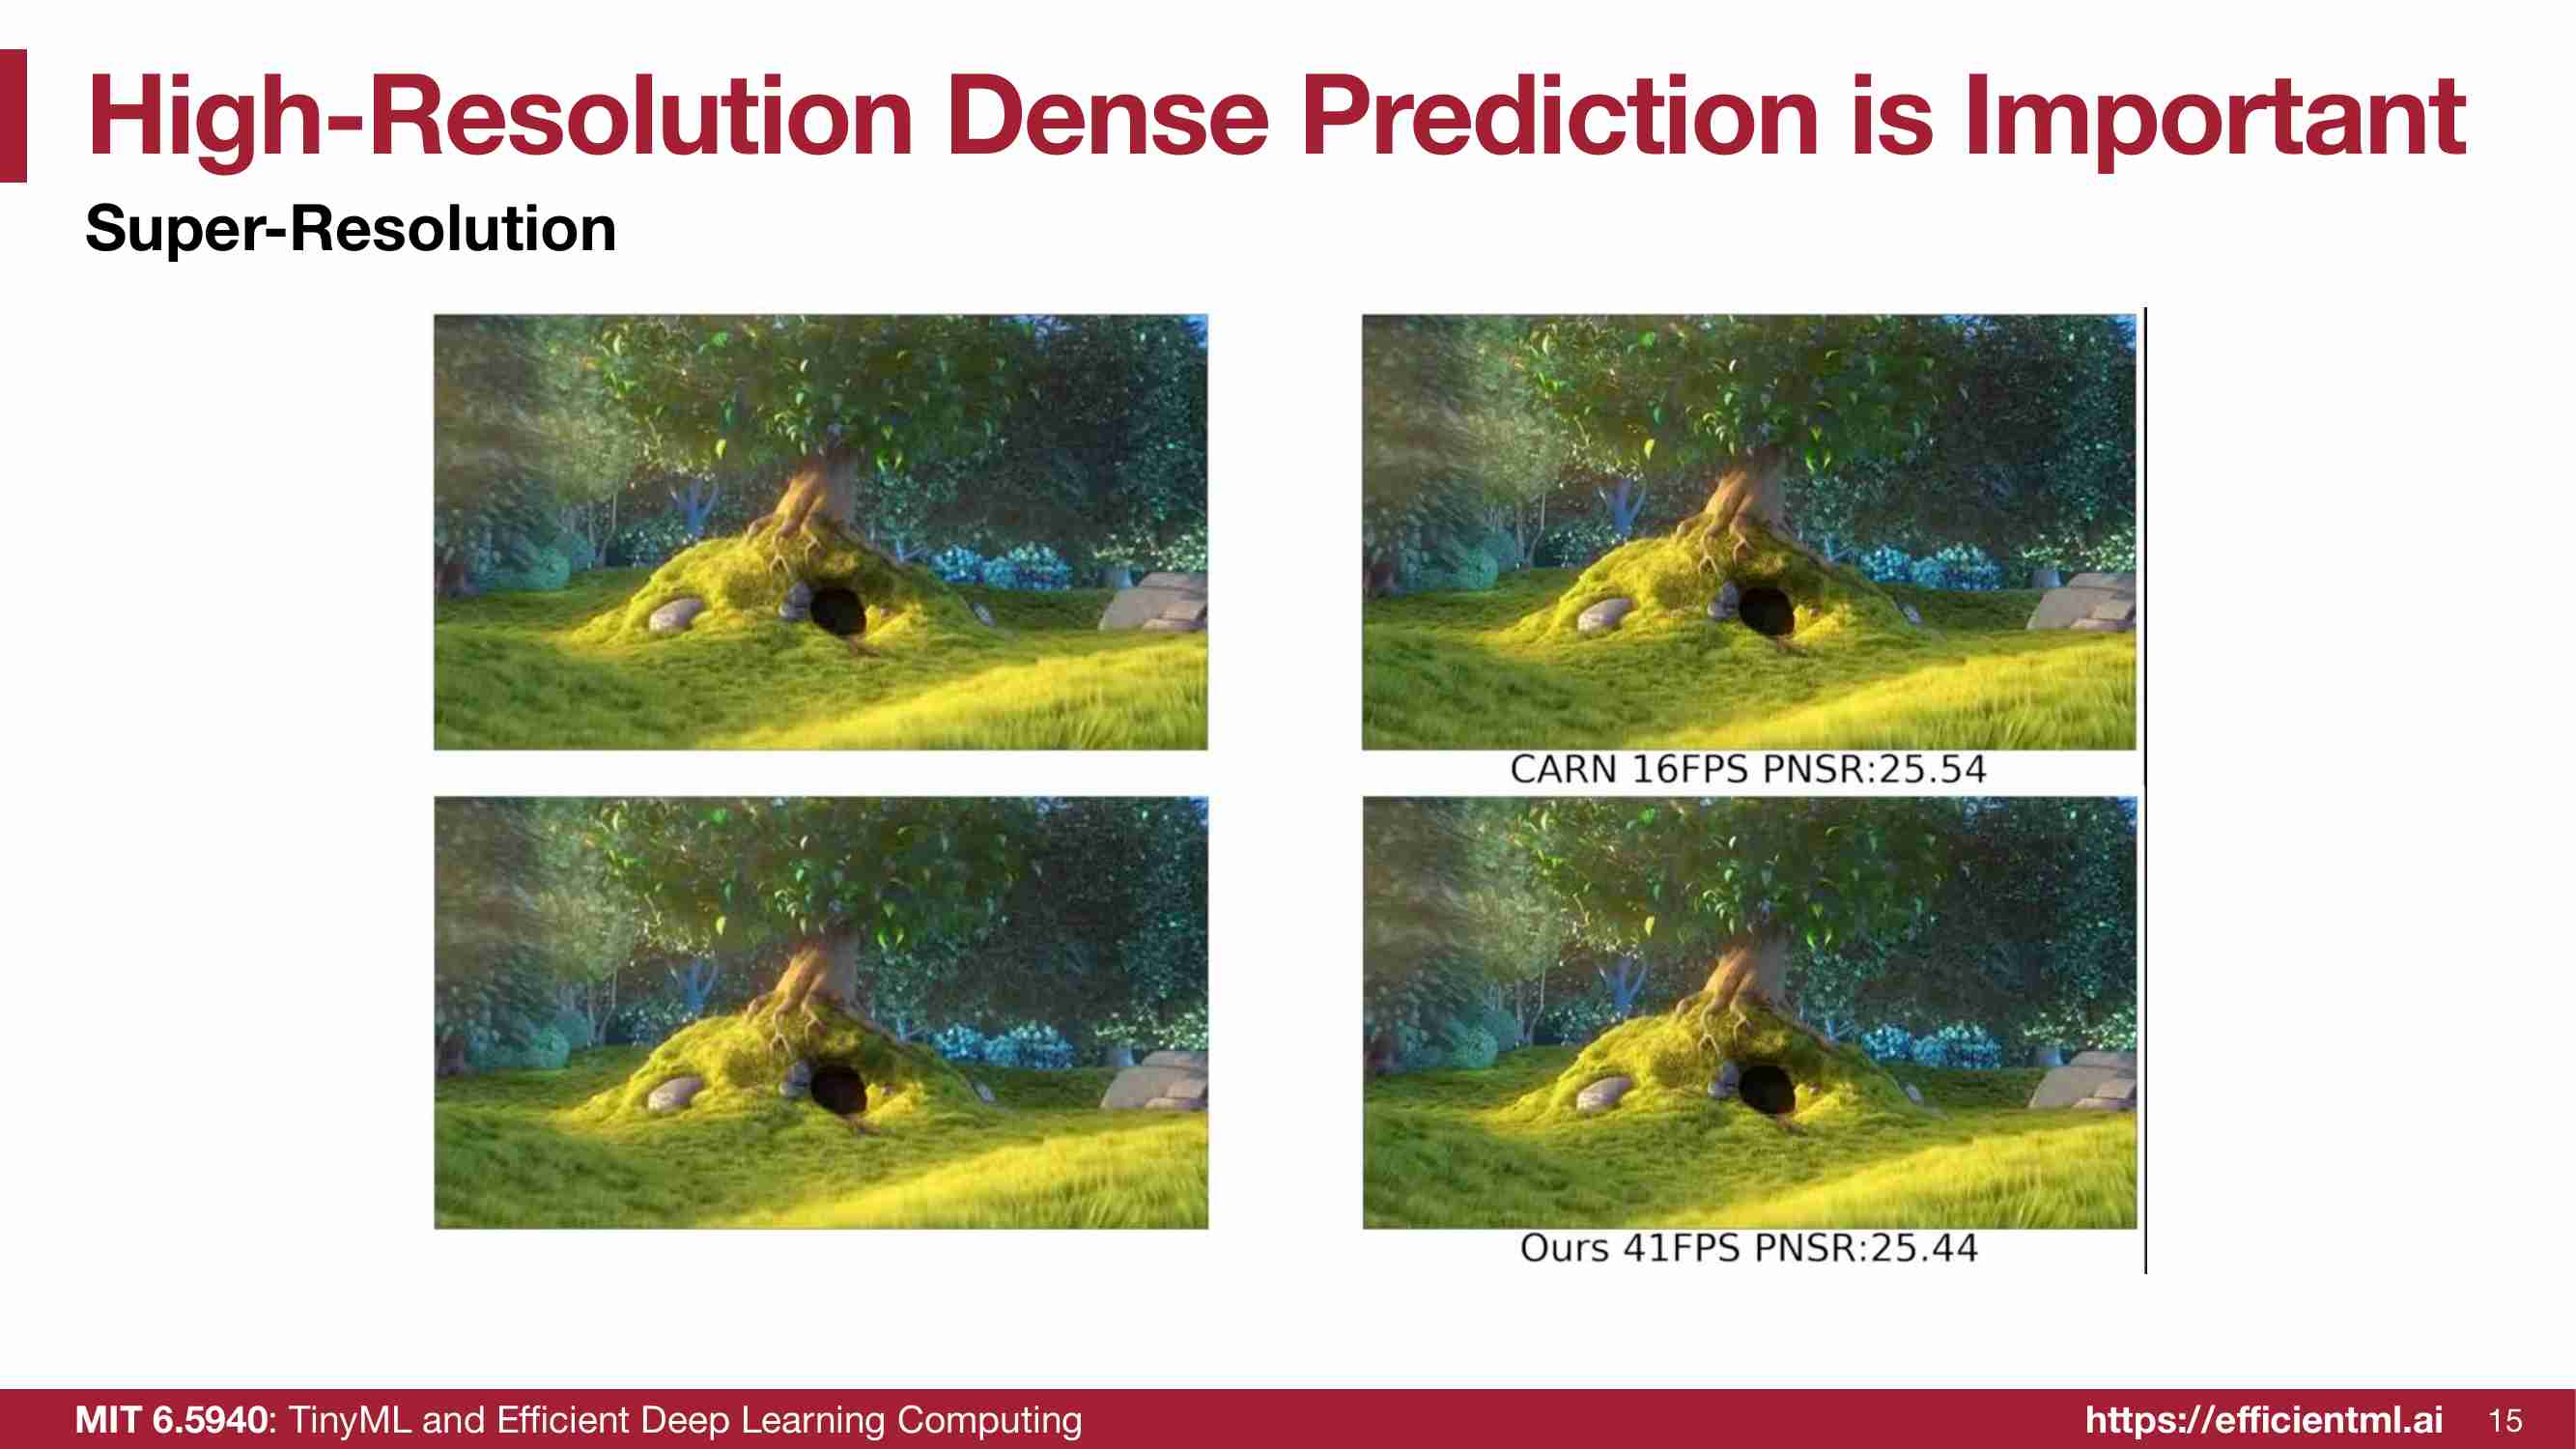 High-Resolution Dense Prediction is Important
Super-Resolution
CARN 16FPS PNSR:25.54
Ours 41FPS PNSR:25.44
MIT 6.5940: TinyML and Efficient Deep Learning Computing
https://efficientml.ai 15